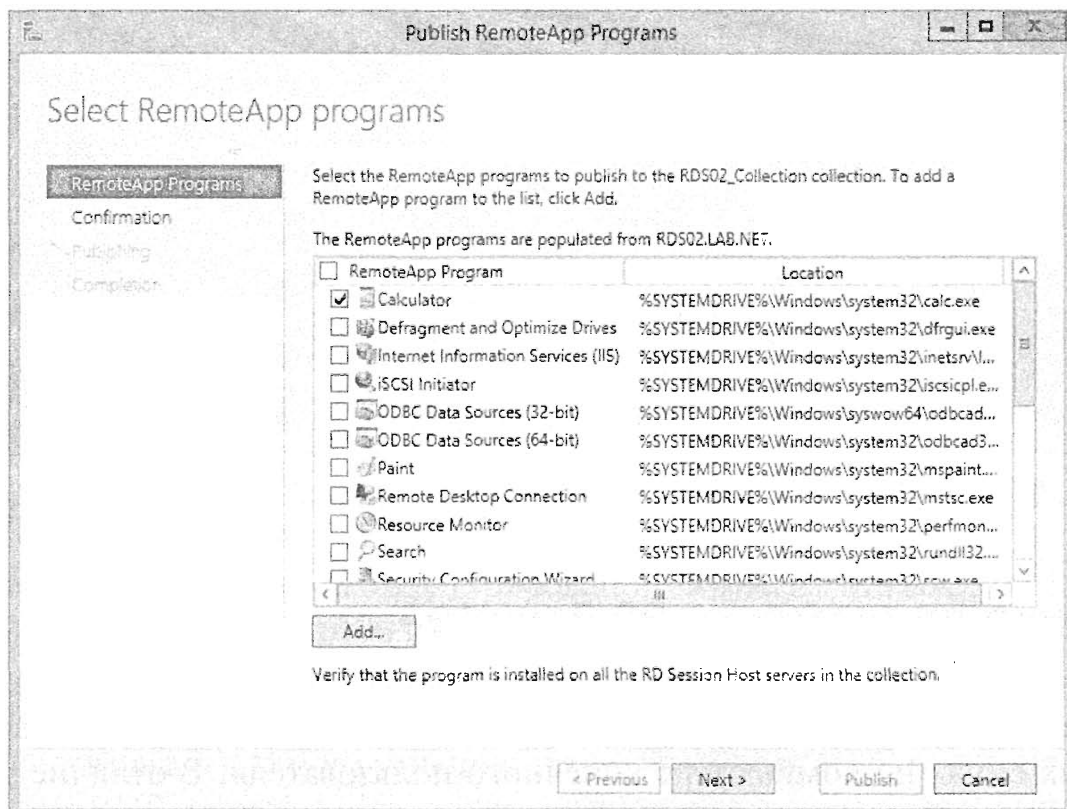 Publish RemoteApp Programs
Select RemoteApp programs
RemoteApp Programs
Confirmation
Publishing
Completion
Select the RemoteApp programs to publish to the RDS02_Collection collection. To add a
RemoteApp program to the list, click Add.
The RemoteApp programs are populated from RDS02.LAB.NET.
RemoteApp Program Location
Calculator %SYSTEMDRIVE%\Windows\system32\calc.exe
Defragment and Optimize Drives %SYSTEMDRIVE%\Windows\system32\dfrgui.exe
Internet Information Services (IIS) %SYSTEMDRIVE%\Windows\system32\inetsrv\I...
iSCSI Initiator %SYSTEMDRIVE%\Windows\system32\iscsicpl.e...
ODBC Data Sources (32-bit) %SYSTEMDRIVE%\Windows\syswow64\odbcad...
ODBC Data Sources (64-bit) %SYSTEMDRIVE%\Windows\system32\odbcad3...
Paint %SYSTEMDRIVE%\Windows\system32\mspaint....
Remote Desktop Connection %SYSTEMDRIVE%\Windows\system32\mstsc.exe
Resource Monitor %SYSTEMDRIVE%\Windows\system32\perfmon...
Search %SYSTEMDRIVE%\Windows\system32\rundll32....
Security Configuration Wizard %SYSTEMDRIVE%\Windows\system32\scw.exe
Add...
Verify that the program is installed on all the RD Session Host servers in the collection.
< Previous Next > Publish Cancel